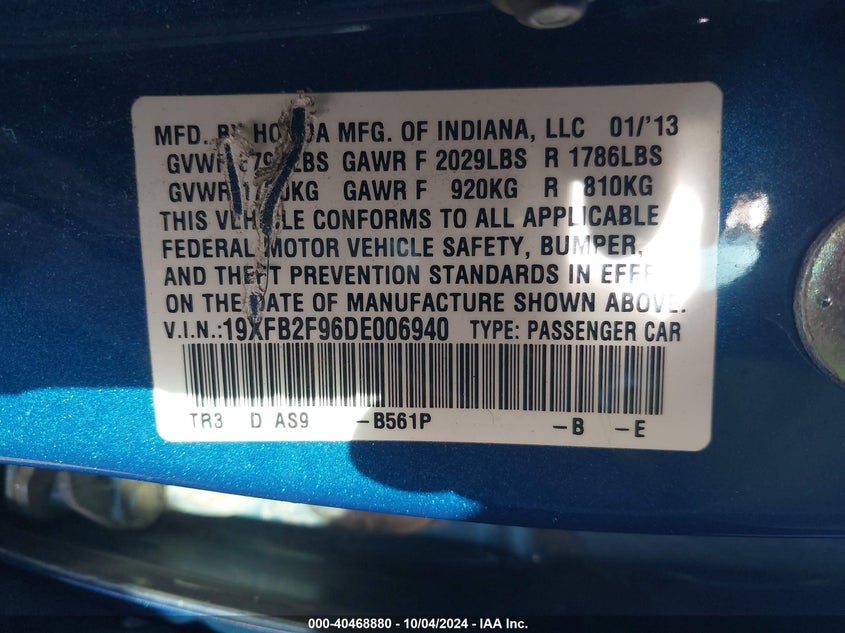 MFD. BY HONDA MFG. OF INDIANA, LLC 01/'13
GAWR F 2029LBS R 1786LBS
GAWR F 920KG R 810KG
THIS VEHICLE CONFORMS TO ALL APPLICABLE
FEDERAL MOTOR VEHICLE SAFETY, BUMPER,
AND THEFT PREVENTION STANDARDS IN EFFE
ON THE DATE OF MANUFACTURE SHOWN ABOVE.
V.I.N.:19XFB2F96DE006940 TYPE: PASSENGER CAR
TR3 D AS9 -B561P -B -E
000-40468880 - 10/04/2024 - IAA Inc.